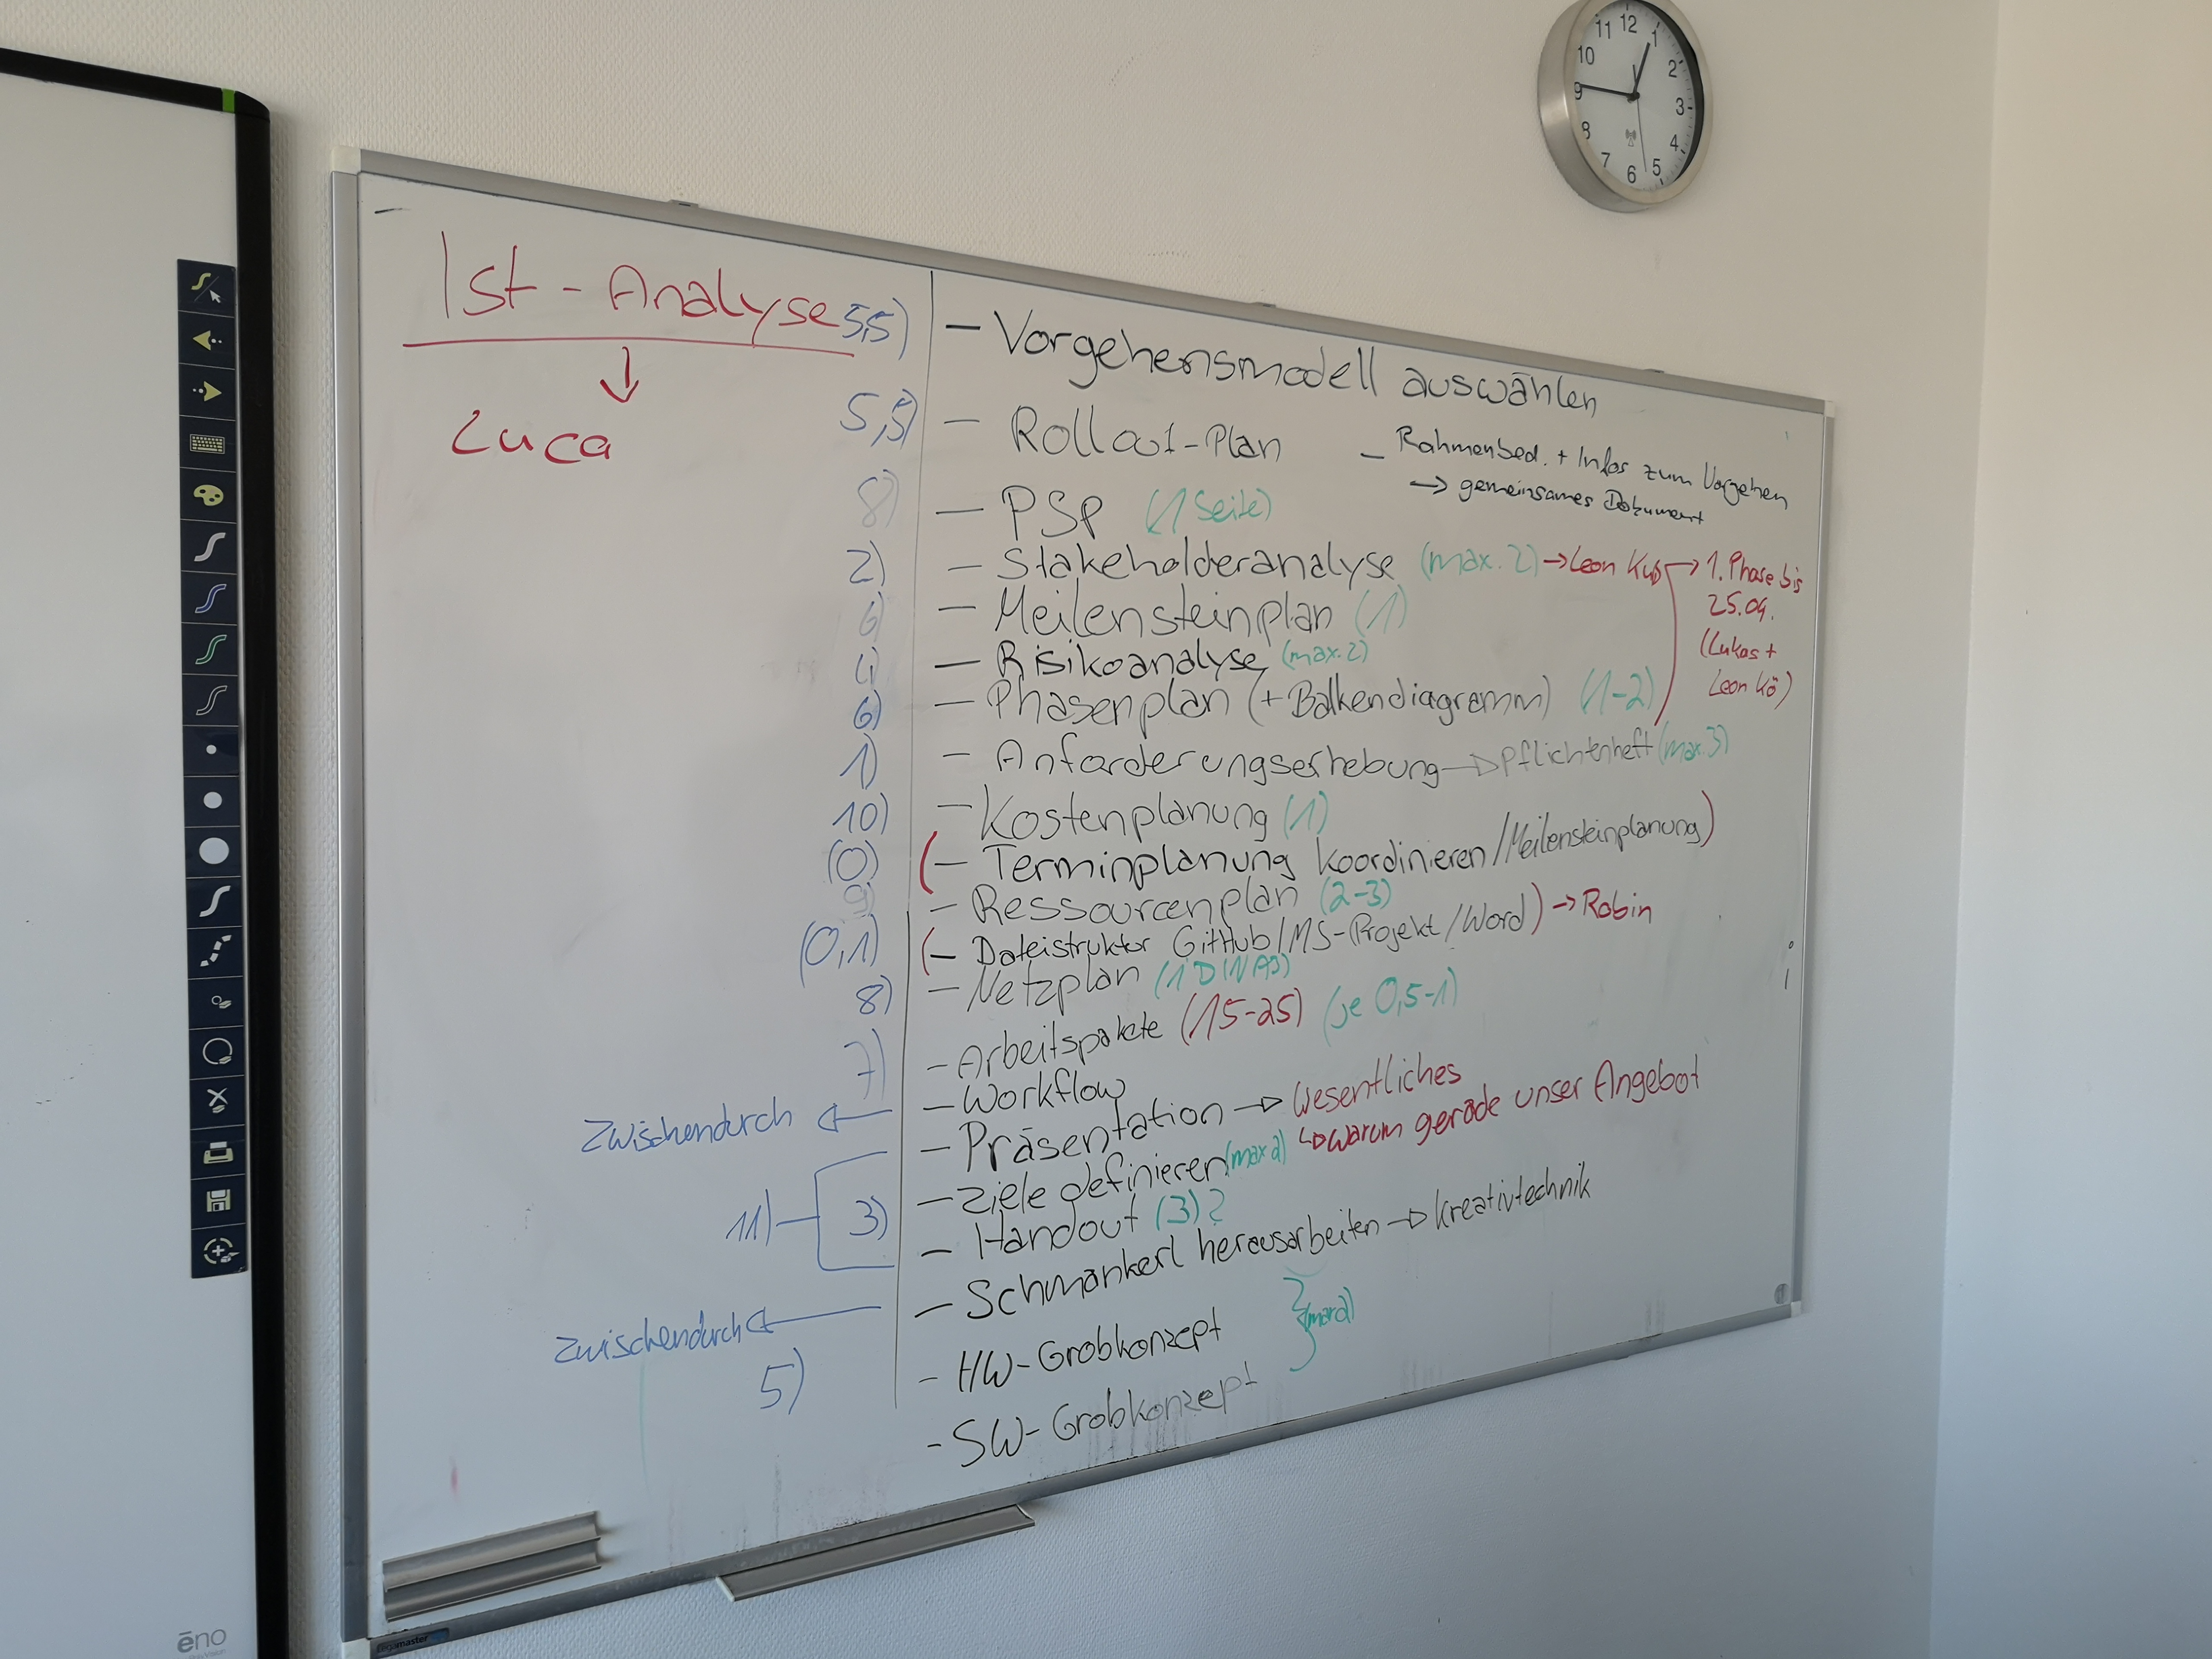 Ist-Analyse
Luca
5,5) - Vorgehensmodell auswählen
5,5) - Rollout-Plan
- Rahmenbed. + Infos zum Vorgehen
→ gemeinsames Dokument
8) - PSP (1 Seite)
2) - Stakeholderanalyse (max. 2) → Leon Kub → 1. Phase bis
25.04.
(Lukas +
Leon Kö)
6) - Meilensteinplan (1)
4) - Risikoanalyse (max. 2)
6) - Phasenplan (+ Balkendiagramm) (1-2)
1) - Anforderungserhebung → Pflichtenheft (max. 3)
10) - Kostenplanung (1)
(0) (- Terminplanung koordinieren/Meilensteinplanung)
9) - Ressourcenplan (2-3)
(0,1) (- Dateistruktur GitHub/MS-Projekt/Word) → Robin
8) - Netzplan (1 DIN A3)
7) - Arbeitspakete (15-25) (je 0,5-1)
Zwischendurch ← - Workflow
- Präsentation → Wesentliches
↳ warum gerade unser Angebot
3) - Ziele definieren (max 2)
11) - Handout (3)?
Zwischendurch ← - Schmankerl herausarbeiten → Kreativtechnik
5) - HW-Grobkonzept
(max 2)
- SW-Grobkonzept
12 1 2 3 4 5 6 7 8 9 10 11
ēno